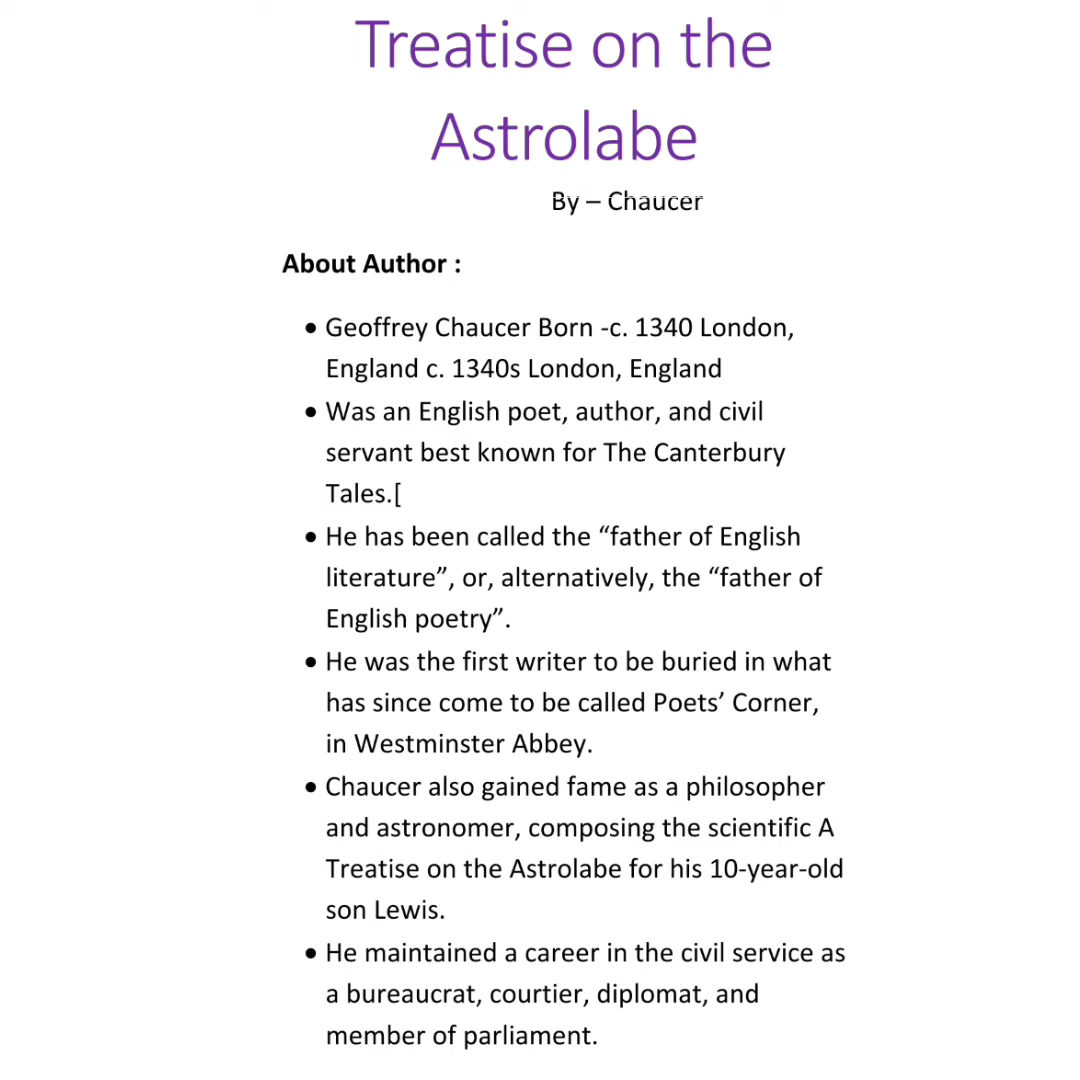 Treatise on the
Astrolabe
By – Chaucer
About Author :
• Geoffrey Chaucer Born -c. 1340 London,
England c. 1340s London, England
• Was an English poet, author, and civil
servant best known for The Canterbury
Tales.[
• He has been called the “father of English
literature”, or, alternatively, the “father of
English poetry”.
• He was the first writer to be buried in what
has since come to be called Poets’ Corner,
in Westminster Abbey.
• Chaucer also gained fame as a philosopher
and astronomer, composing the scientific A
Treatise on the Astrolabe for his 10-year-old
son Lewis.
• He maintained a career in the civil service as
a bureaucrat, courtier, diplomat, and
member of parliament.